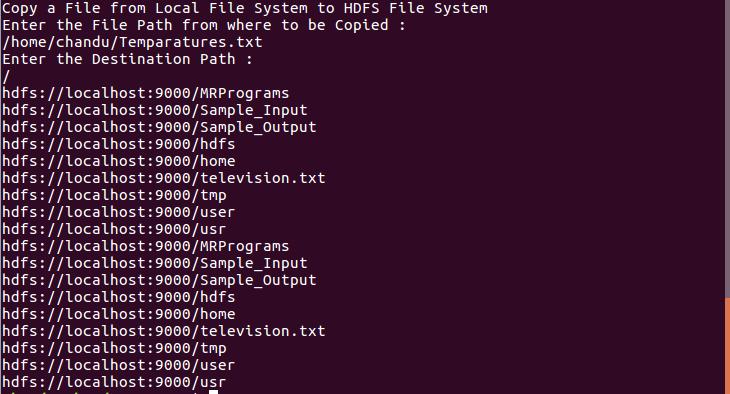 Copy a File from Local File System to HDFS File System
Enter the File Path from where to be Copied :
/home/chandu/Temparatures.txt
Enter the Destination Path :
/
hdfs://localhost:9000/MRPrograms
hdfs://localhost:9000/Sample_Input
hdfs://localhost:9000/Sample_Output
hdfs://localhost:9000/hdfs
hdfs://localhost:9000/home
hdfs://localhost:9000/television.txt
hdfs://localhost:9000/tmp
hdfs://localhost:9000/user
hdfs://localhost:9000/usr
hdfs://localhost:9000/MRPrograms
hdfs://localhost:9000/Sample_Input
hdfs://localhost:9000/Sample_Output
hdfs://localhost:9000/hdfs
hdfs://localhost:9000/home
hdfs://localhost:9000/television.txt
hdfs://localhost:9000/tmp
hdfs://localhost:9000/user
hdfs://localhost:9000/usr